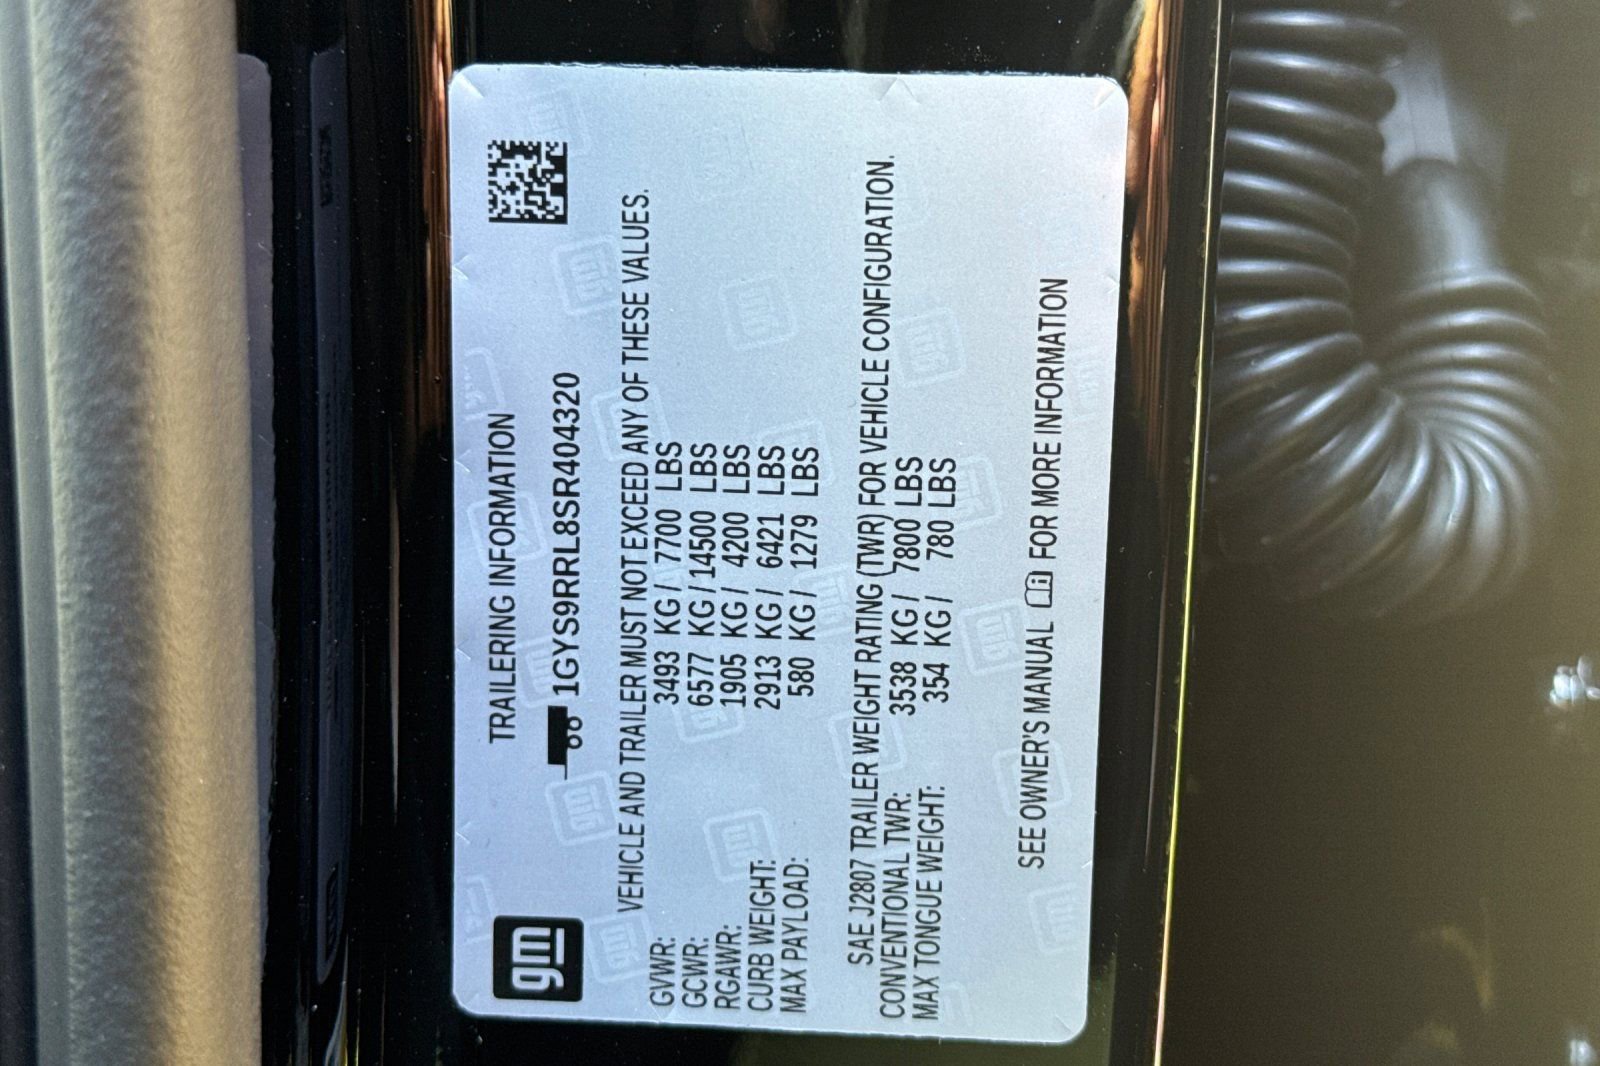 gm
TRAILERING INFORMATION
1GYS9RRL8SR404320
VEHICLE AND TRAILER MUST NOT EXCEED ANY OF THESE VALUES.
GVWR: 3493 KG / 7700 LBS
GCWR: 6577 KG / 14500 LBS
RGAWR: 1905 KG / 4200 LBS
CURB WEIGHT: 2913 KG / 6421 LBS
MAX PAYLOAD: 580 KG / 1279 LBS
SAE J2807 TRAILER WEIGHT RATING (TWR) FOR VEHICLE CONFIGURATION.
CONVENTIONAL TWR: 3538 KG / 7800 LBS
MAX TONGUE WEIGHT: 354 KG / 780 LBS
SEE OWNER'S MANUAL FOR MORE INFORMATION